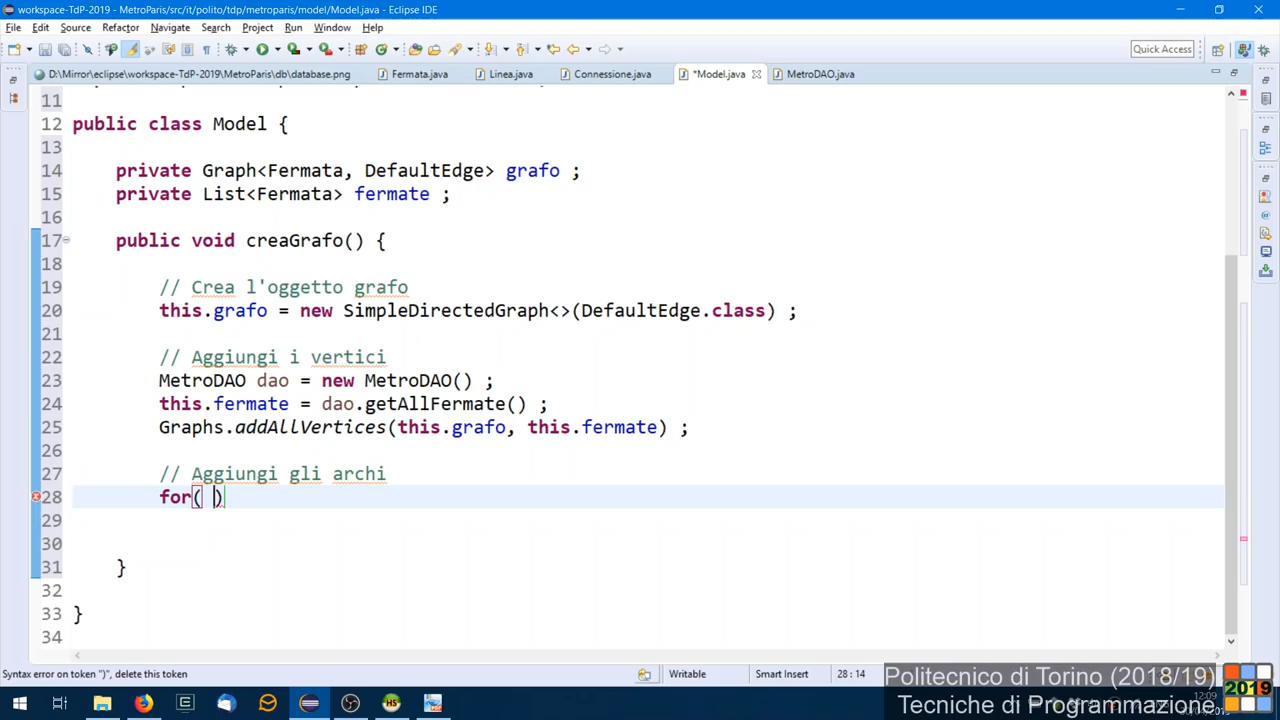 workspace-TdP-2019 - MetroParis/src/it/polito/tdp/metroparis/model/Model.java - Eclipse IDE
File Edit Source Refactor Navigate Search Project Run Window Help
Quick Access
D:\Mirror\eclipse\workspace-TdP-2019\MetroParis\db\database.png Fermata.java Linea.java Connessione.java *Model.java MetroDAO.java
11
12 public class Model {
13
14 private Graph<Fermata, DefaultEdge> grafo ;
15 private List<Fermata> fermate ;
16
17 public void creaGrafo() {
18
19 // Crea l'oggetto grafo
20 this.grafo = new SimpleDirectedGraph<>(DefaultEdge.class) ;
21
22 // Aggiungi i vertici
23 MetroDAO dao = new MetroDAO() ;
24 this.fermate = dao.getAllFermate() ;
25 Graphs.addAllVertices(this.grafo, this.fermate) ;
26
27 // Aggiungi gli archi
28 for( )
29
30
31 }
32
33 }
34
Syntax error on token ")", delete this token Writable Smart Insert 28 : 14
Politecnico di Torino (2018/19)
Tecniche di Programmazione
2019
12:09